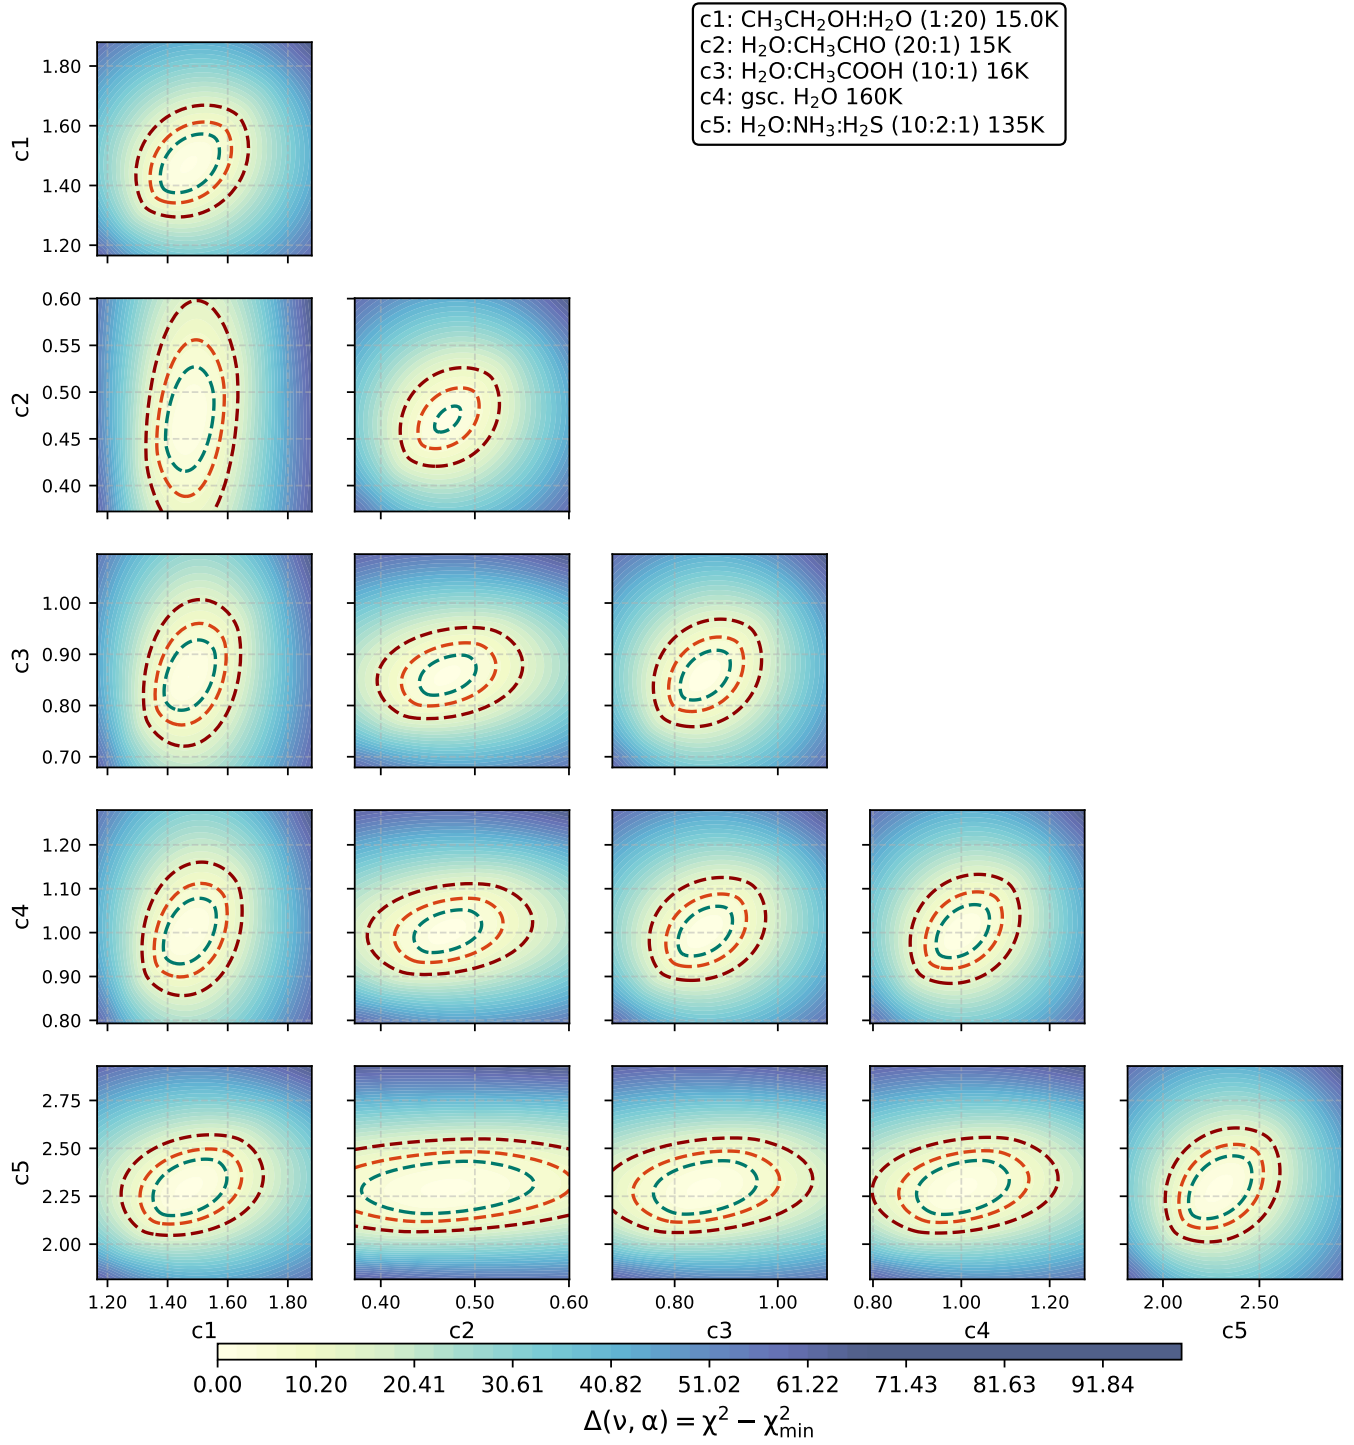 c1: CH₃CH₂OH:H₂O (1:20) 15.0K
c2: H₂O:CH₃CHO (20:1) 15K
c3: H₂O:CH₃COOH (10:1) 16K
c4: gsc. H₂O 160K
c5: H₂O:NH₃:H₂S (10:2:1) 135K
1.80
1.60
1.40
1.20
c1
0.60
0.55
0.50
0.45
0.40
c2
1.00
0.90
0.80
0.70
c3
1.20
1.10
1.00
0.90
0.80
c4
2.75
2.50
2.25
2.00
c5
1.20 1.40 1.60 1.80 0.40 0.50 0.60 0.80 1.00 0.80 1.00 1.20 2.00 2.50
c1 c2 c3 c4 c5
0.00 10.20 20.41 30.61 40.82 51.02 61.22 71.43 81.63 91.84
Δ(ν, α) = χ² − χ²min